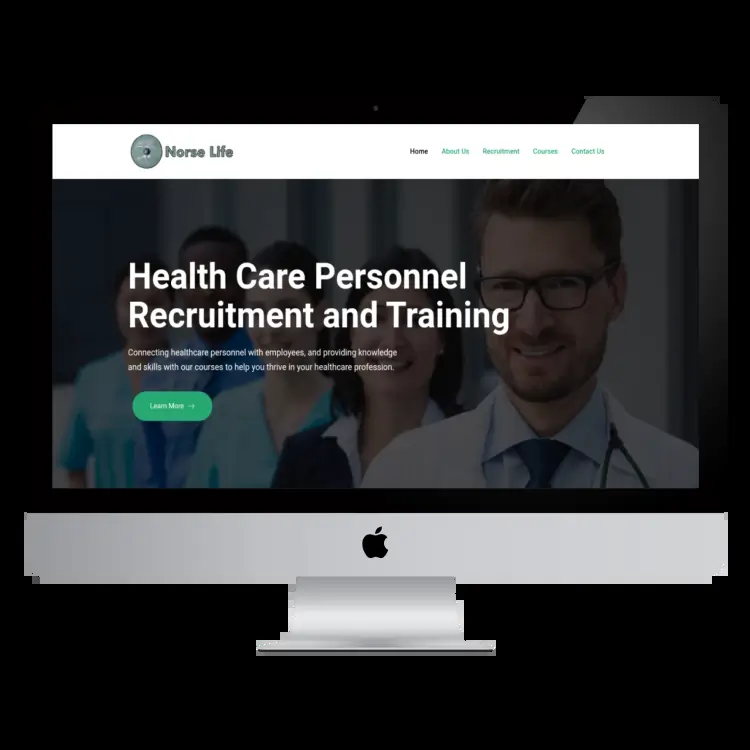 Norse Life
Home About Us Recruitment Courses Contact Us
Health Care Personnel
Recruitment and Training
Connecting healthcare personnel with employees, and providing knowledge
and skills with our courses to help you thrive in your healthcare profession.
Learn More →